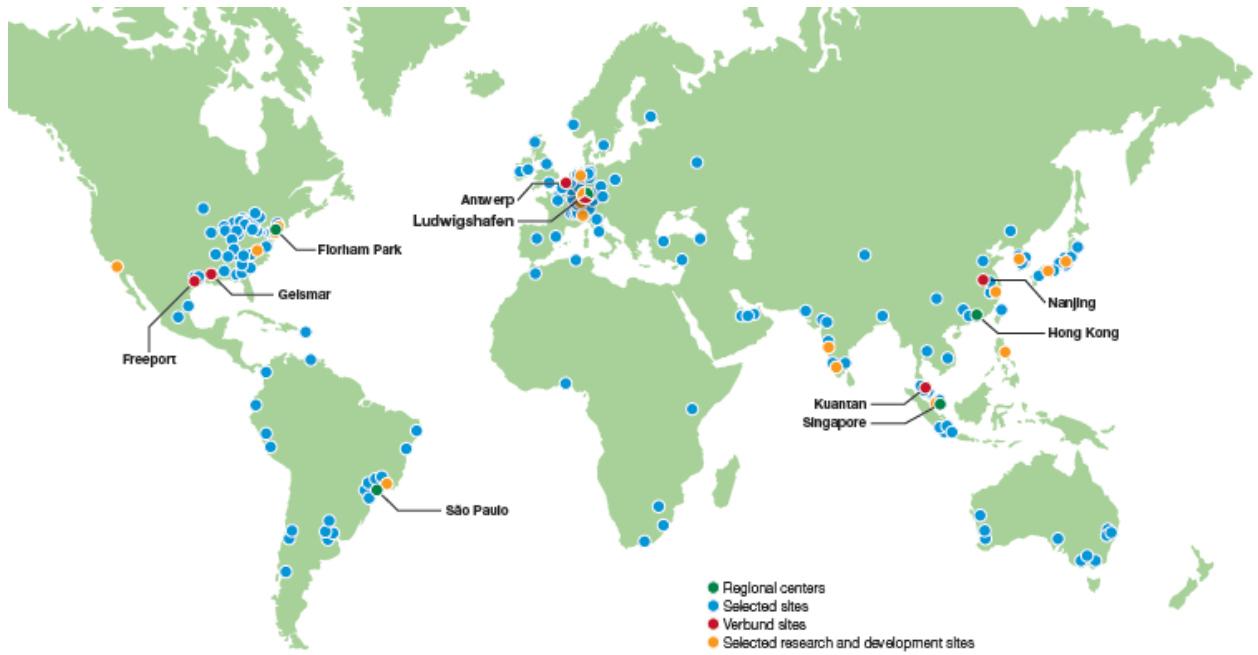 Antwerp
Ludwigshafen
Florham Park
Geismar
Freeport
Nanjing
Hong Kong
Kuantan
Singapore
São Paulo
Regional centers
Selected sites
Verbund sites
Selected research and development sites